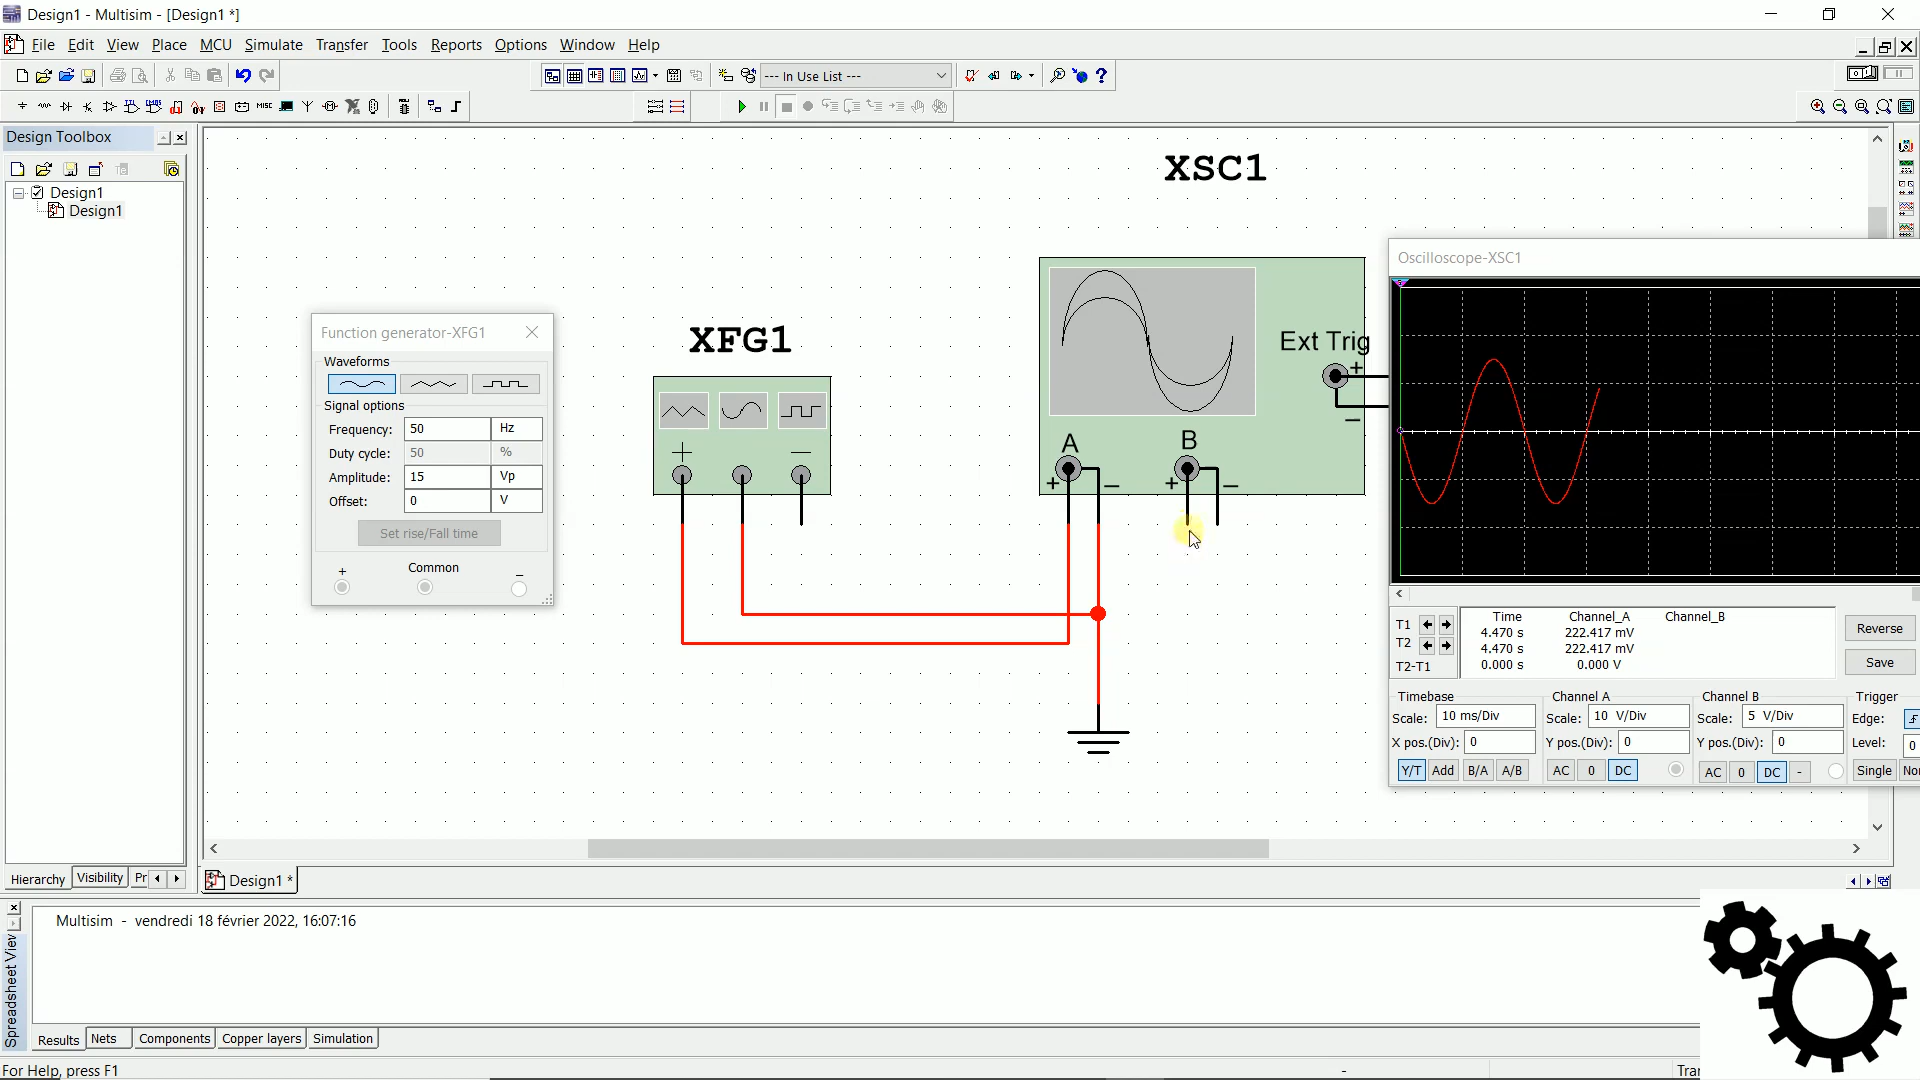 Design1 - Multisim - [Design1 *]
File Edit View Place MCU Simulate Transfer Tools Reports Options Window Help
--- In Use List ---
MISC
Design Toolbox
Design1
Design1
XSC1
XFG1
Ext Trig
+
−
A
B
+ −
+ −
+ −
Function generator-XFG1
Waveforms
Signal options
Frequency: 50 Hz
Duty cycle: 50 %
Amplitude: 15 Vp
Offset: 0 V
Set rise/Fall time
+ Common −
Oscilloscope-XSC1
Time Channel_A Channel_B
T1 4.470 s 222.417 mV
T2 4.470 s 222.417 mV
T2-T1 0.000 s 0.000 V
Reverse
Save
Timebase Channel A Channel B Trigger
Scale: 10 ms/Div Scale: 10 V/Div Scale: 5 V/Div Edge:
X pos.(Div): 0 Y pos.(Div): 0 Y pos.(Div): 0 Level: 0
Y/T Add B/A A/B AC 0 DC AC 0 DC - Single
Hierarchy Visibility Pr
Design1 *
Spreadsheet View
Multisim - vendredi 18 février 2022, 16:07:16
Results Nets Components Copper layers Simulation
For Help, press F1 - Tran